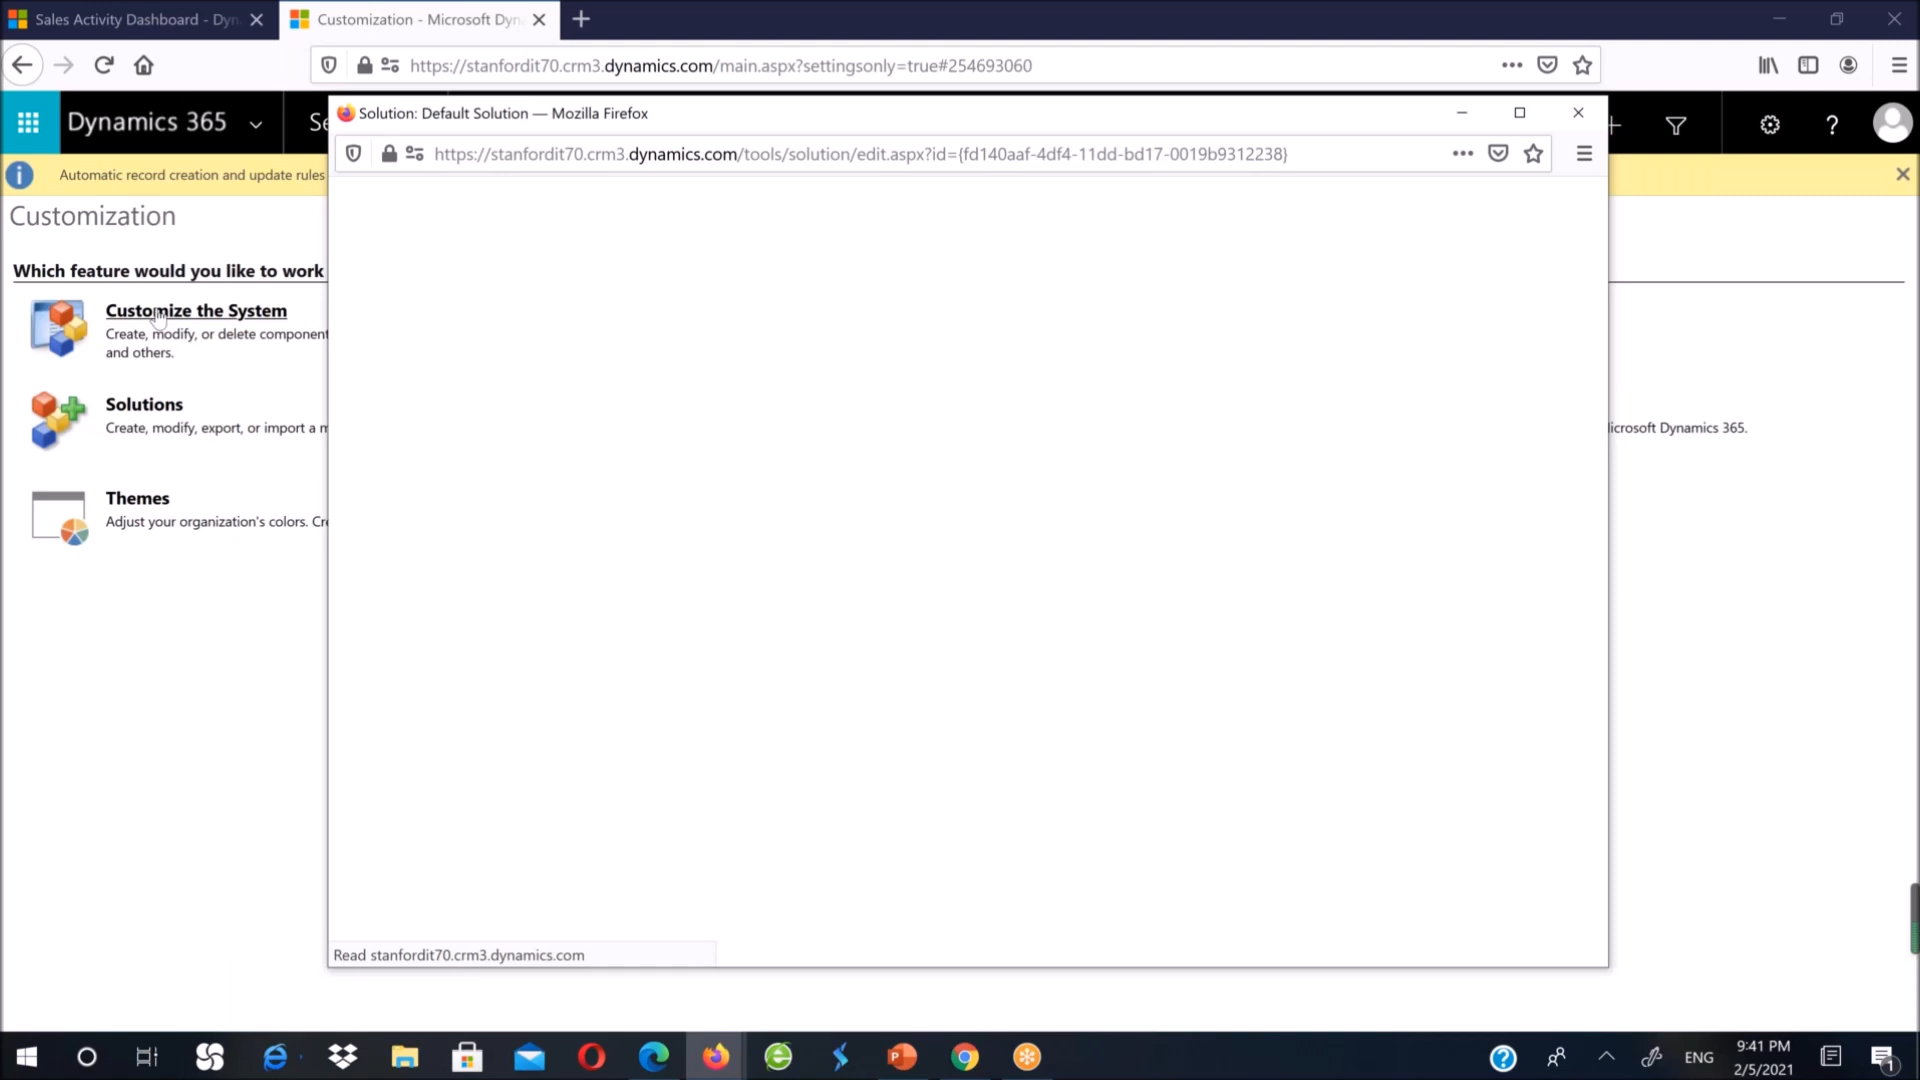 Sales Activity Dashboard - Dyn
Customization - Microsoft Dyn
https://stanfordit70.crm3.dynamics.com/main.aspx?settingsonly=true#254693060
Dynamics 365
Se
Solution: Default Solution — Mozilla Firefox
https://stanfordit70.crm3.dynamics.com/tools/solution/edit.aspx?id={fd140aaf-4df4-11dd-bd17-0019b9312238}
Automatic record creation and update rules
Customization
Which feature would you like to work
Customize the System
Create, modify, or delete component
and others.
Solutions
Create, modify, export, or import a m
icrosoft Dynamics 365.
Themes
Adjust your organization's colors. Cre
Read stanfordit70.crm3.dynamics.com
ENG
9:41 PM
2/5/2021
1